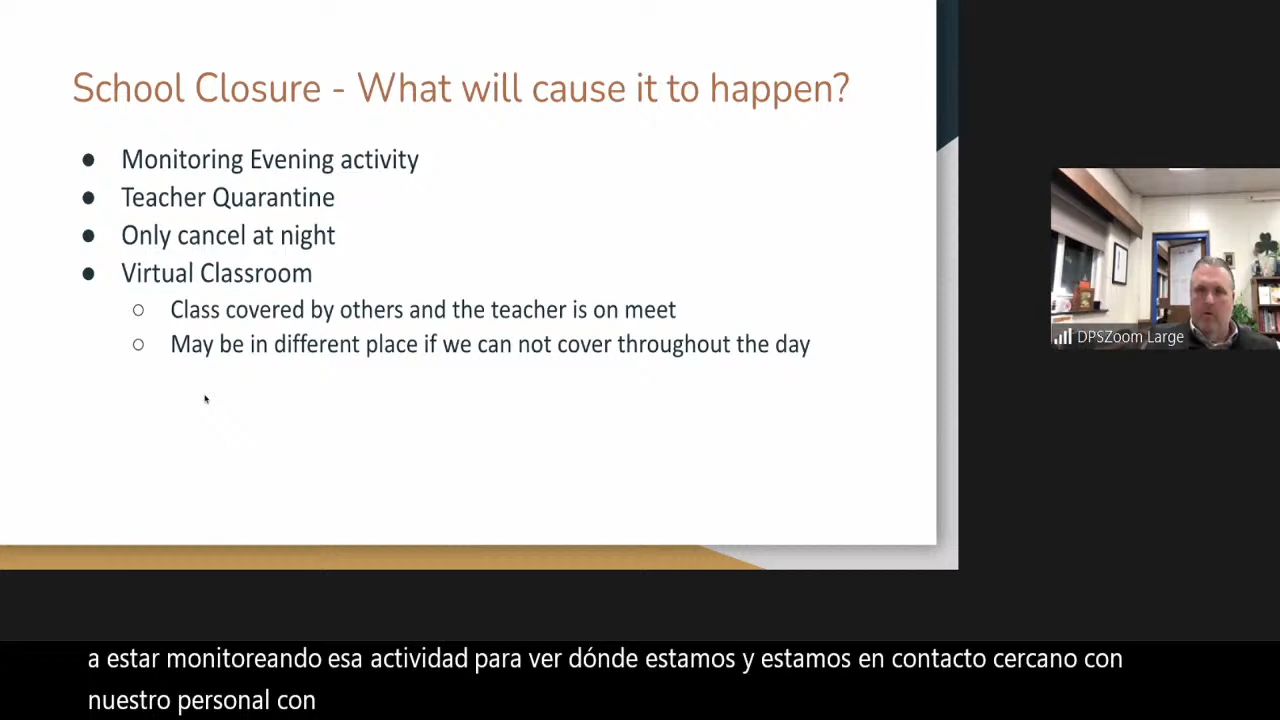 School Closure - What will cause it to happen?
● Monitoring Evening activity
● Teacher Quarantine
● Only cancel at night
● Virtual Classroom
○ Class covered by others and the teacher is on meet
○ May be in different place if we can not cover throughout the day
DPSZoom Large
a estar monitoreando esa actividad para ver dónde estamos y estamos en contacto cercano con
nuestro personal con